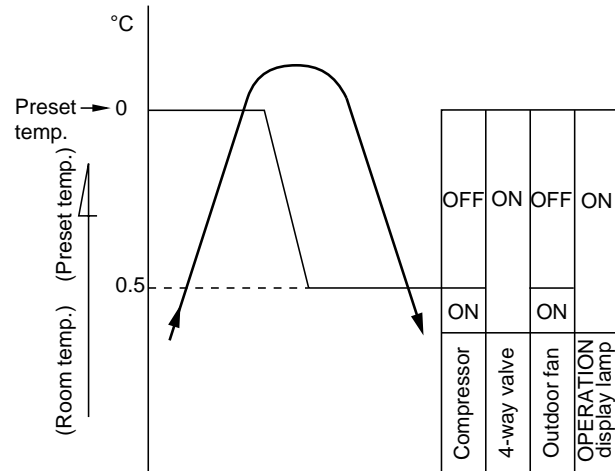 °C
Preset
temp.
0
0.5
(Preset temp.)
(Room temp.)
OFF
ON
OFF
ON
ON
ON
Compressor
4-way valve
Outdoor fan
OPERATION
display lamp